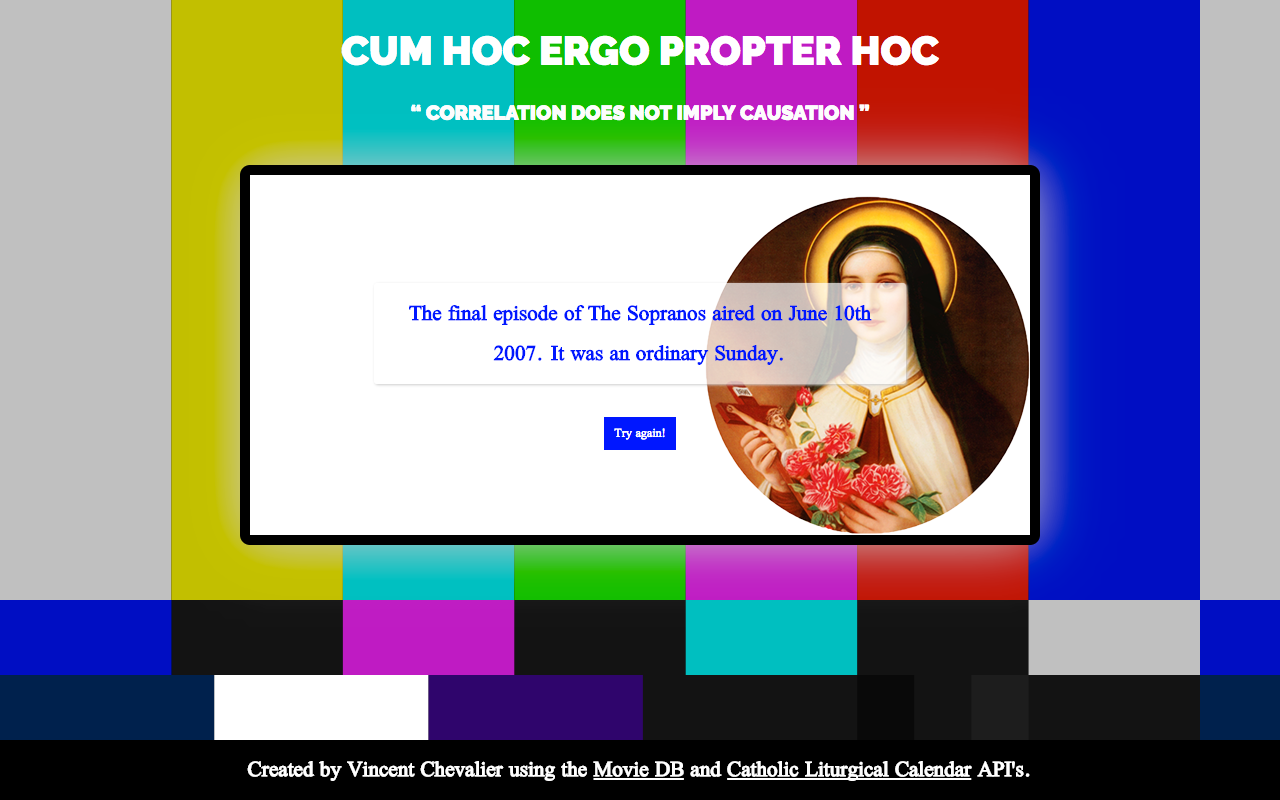 CUM HOC ERGO PROPTER HOC
“ CORRELATION DOES NOT IMPLY CAUSATION ”
The final episode of The Sopranos aired on June 10th
2007. It was an ordinary Sunday.
Try again!
Created by Vincent Chevalier using the Movie DB and Catholic Liturgical Calendar API's.